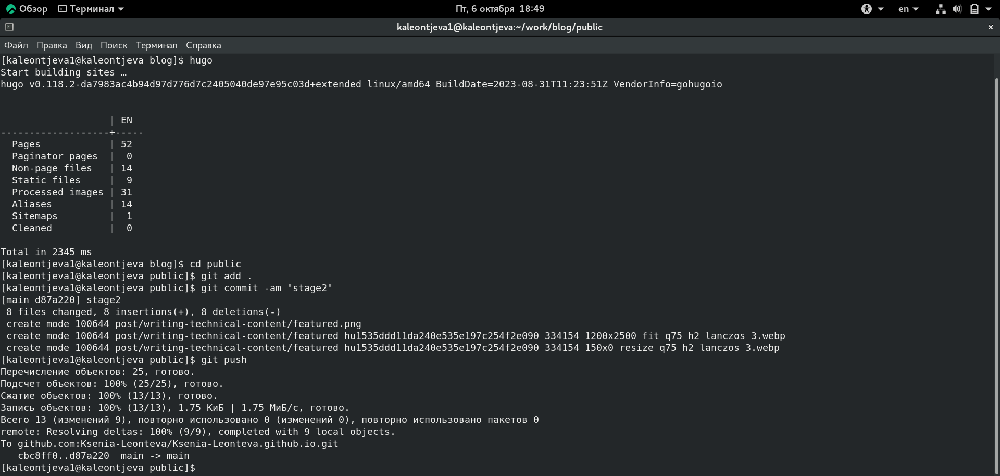 Обзор Терминал Пт, 6 октября 18:49 en
kaleontjeva1@kaleontjeva:~/work/blog/public ×
Файл Правка Вид Поиск Терминал Справка
[kaleontjeva1@kaleontjeva blog]$ hugo
Start building sites …
hugo v0.118.2-da7983ac4b94d97d776d7c2405040de97e95c03d+extended linux/amd64 BuildDate=2023-08-31T11:23:51Z VendorInfo=gohugoio
                   | EN
-------------------+-----
  Pages            | 52
  Paginator pages  |  0
  Non-page files   | 14
  Static files     |  9
  Processed images | 31
  Aliases          | 14
  Sitemaps         |  1
  Cleaned          |  0
Total in 2345 ms
[kaleontjeva1@kaleontjeva blog]$ cd public
[kaleontjeva1@kaleontjeva public]$ git add .
[kaleontjeva1@kaleontjeva public]$ git commit -am "stage2"
[main d87a220] stage2
 8 files changed, 8 insertions(+), 8 deletions(-)
 create mode 100644 post/writing-technical-content/featured.png
 create mode 100644 post/writing-technical-content/featured_hu1535ddd11da240e535e197c254f2e090_334154_1200x2500_fit_q75_h2_lanczos_3.webp
 create mode 100644 post/writing-technical-content/featured_hu1535ddd11da240e535e197c254f2e090_334154_150x0_resize_q75_h2_lanczos_3.webp
[kaleontjeva1@kaleontjeva public]$ git push
Перечисление объектов: 25, готово.
Подсчет объектов: 100% (25/25), готово.
Сжатие объектов: 100% (13/13), готово.
Запись объектов: 100% (13/13), 1.75 КиБ | 1.75 МиБ/с, готово.
Всего 13 (изменений 9), повторно использовано 0 (изменений 0), повторно использовано пакетов 0
remote: Resolving deltas: 100% (9/9), completed with 9 local objects.
To github.com:Ksenia-Leonteva/Ksenia-Leonteva.github.io.git
   cbc8ff0..d87a220  main -> main
[kaleontjeva1@kaleontjeva public]$